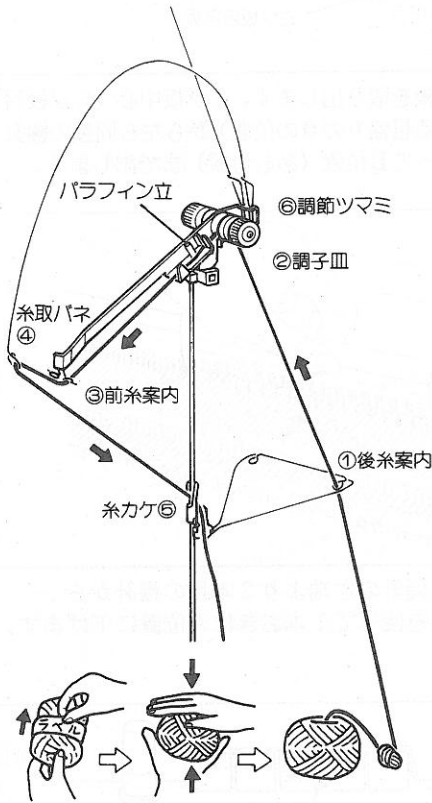 パラフィン立
⑥調節ツマミ
②調子皿
糸取バネ
④
③前糸案内
①後糸案内
糸カケ⑤
ラベル